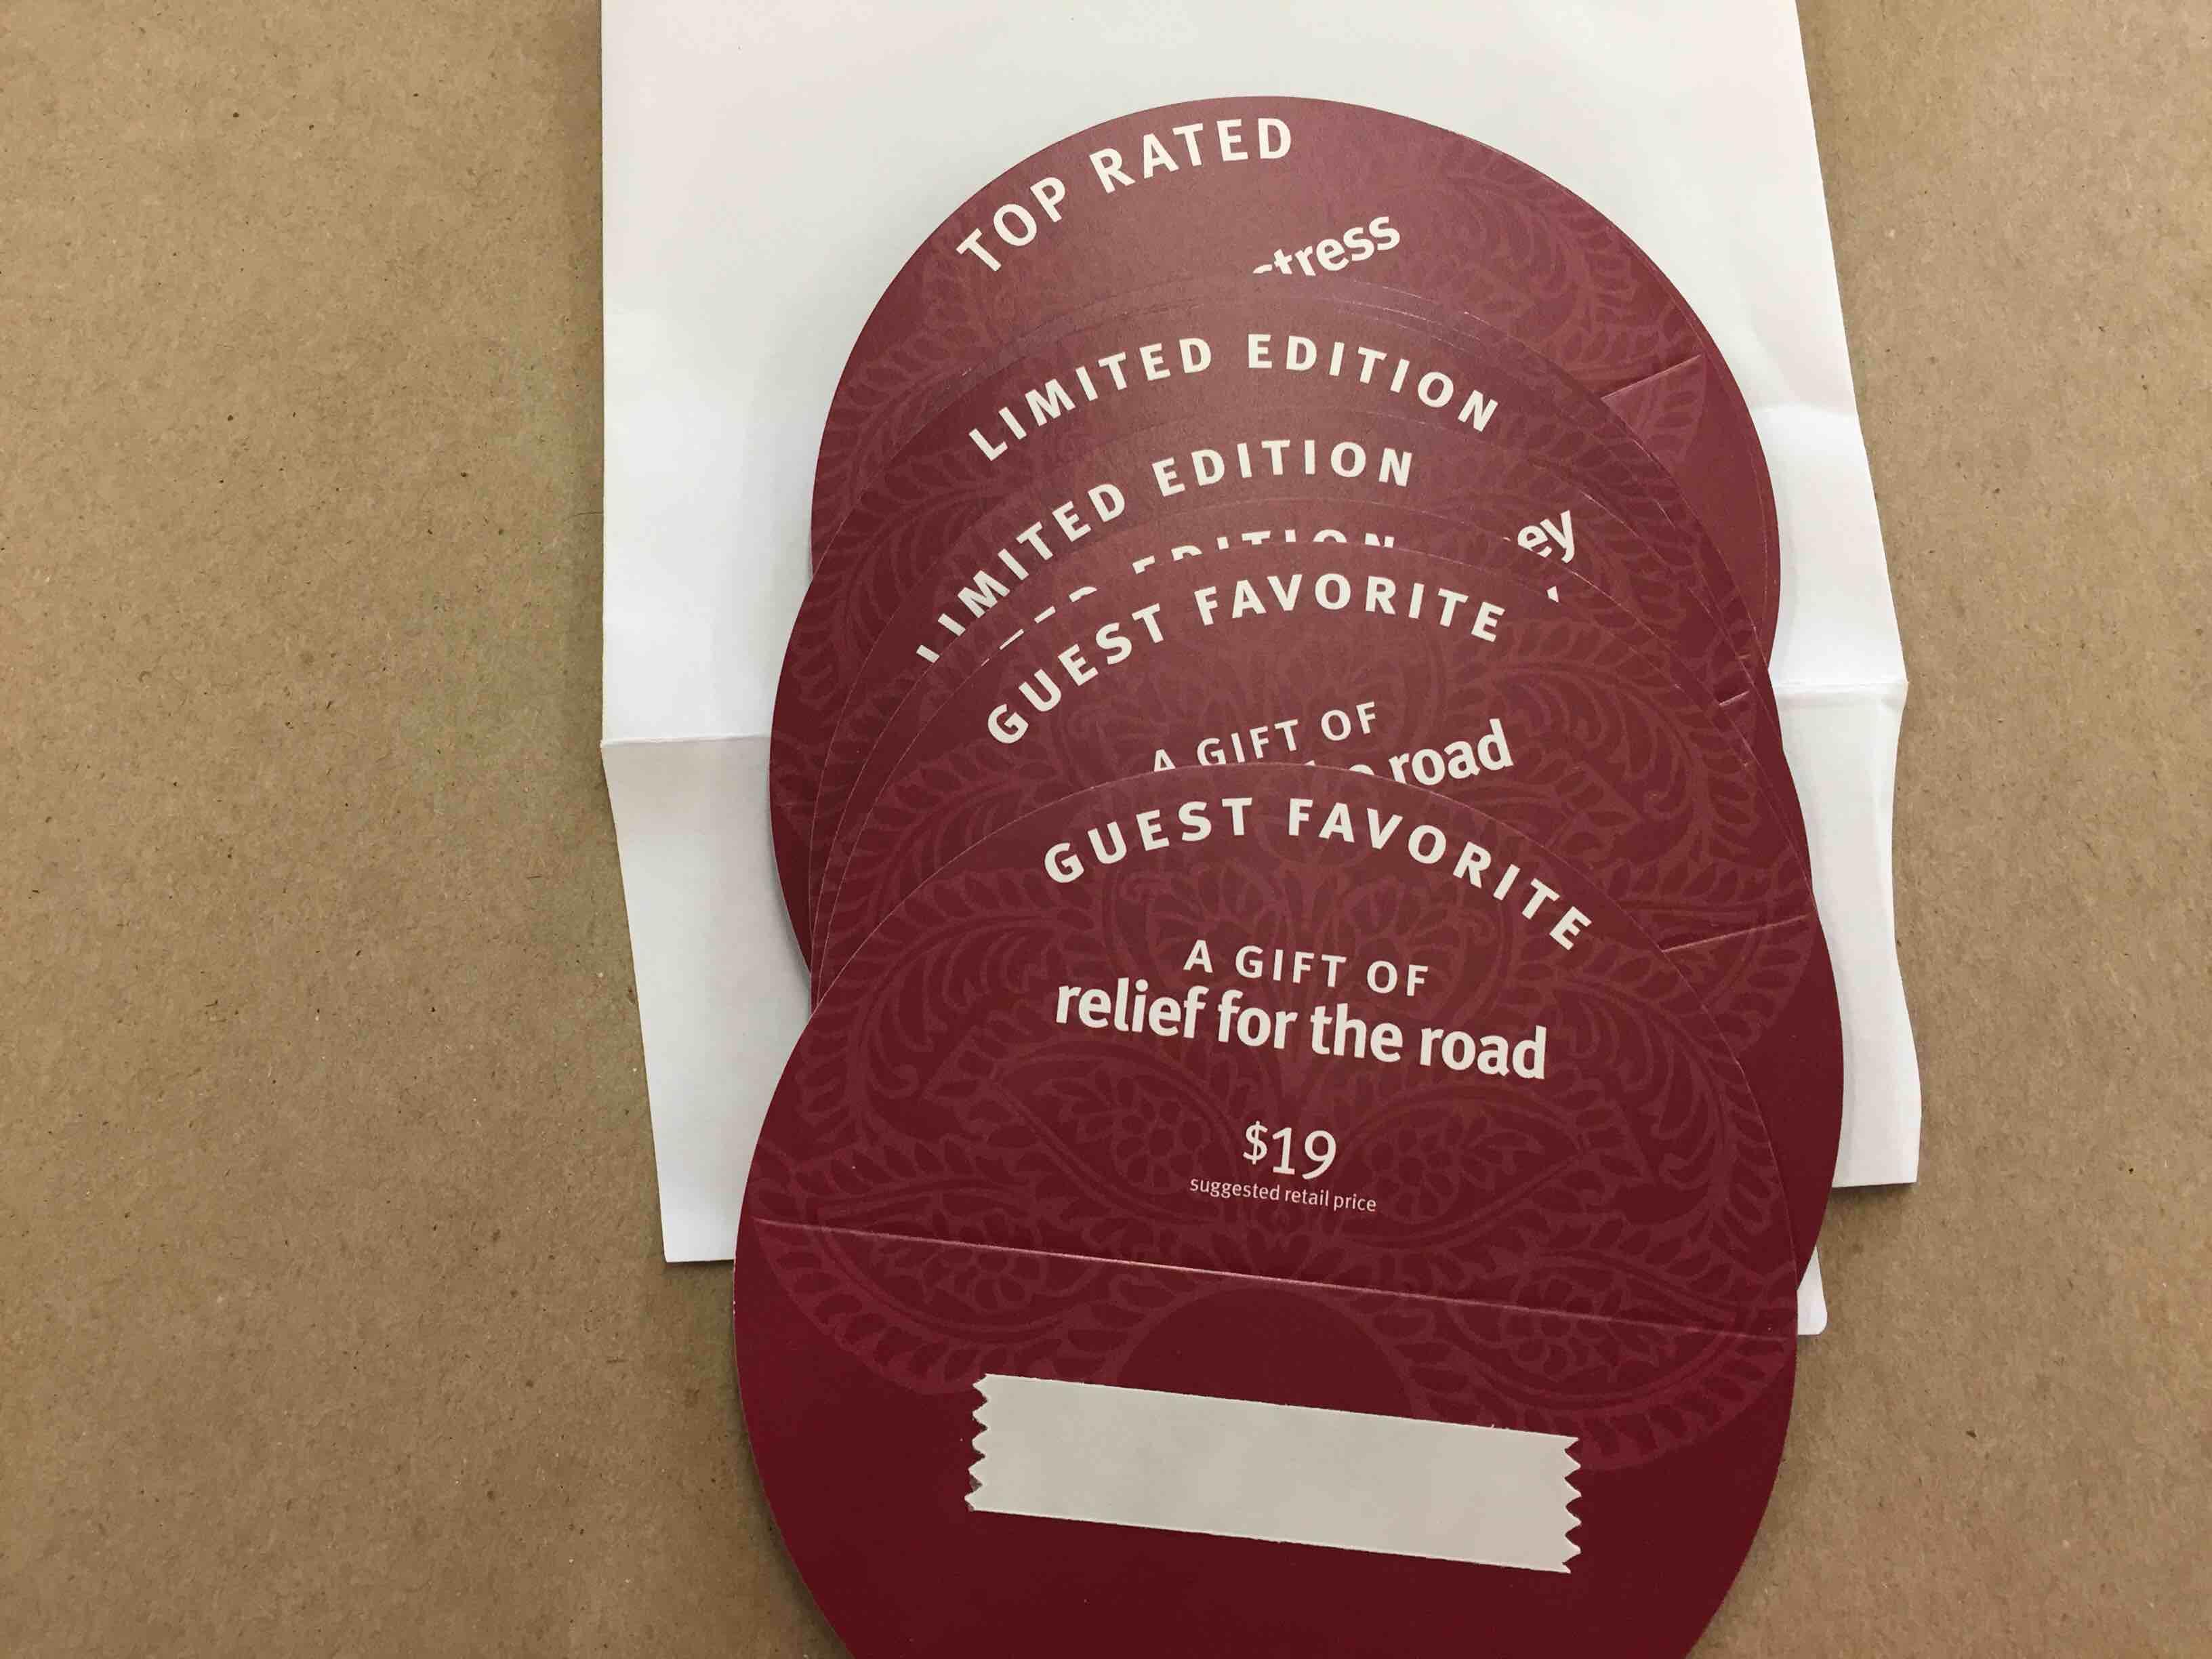 TOP RATED
LIMITED EDITION
LIMITED EDITION
EDITION
GUEST FAVORITE
A GIFT OF
road
GUEST FAVORITE
A GIFT OF
relief for the road
$19
suggested retail price